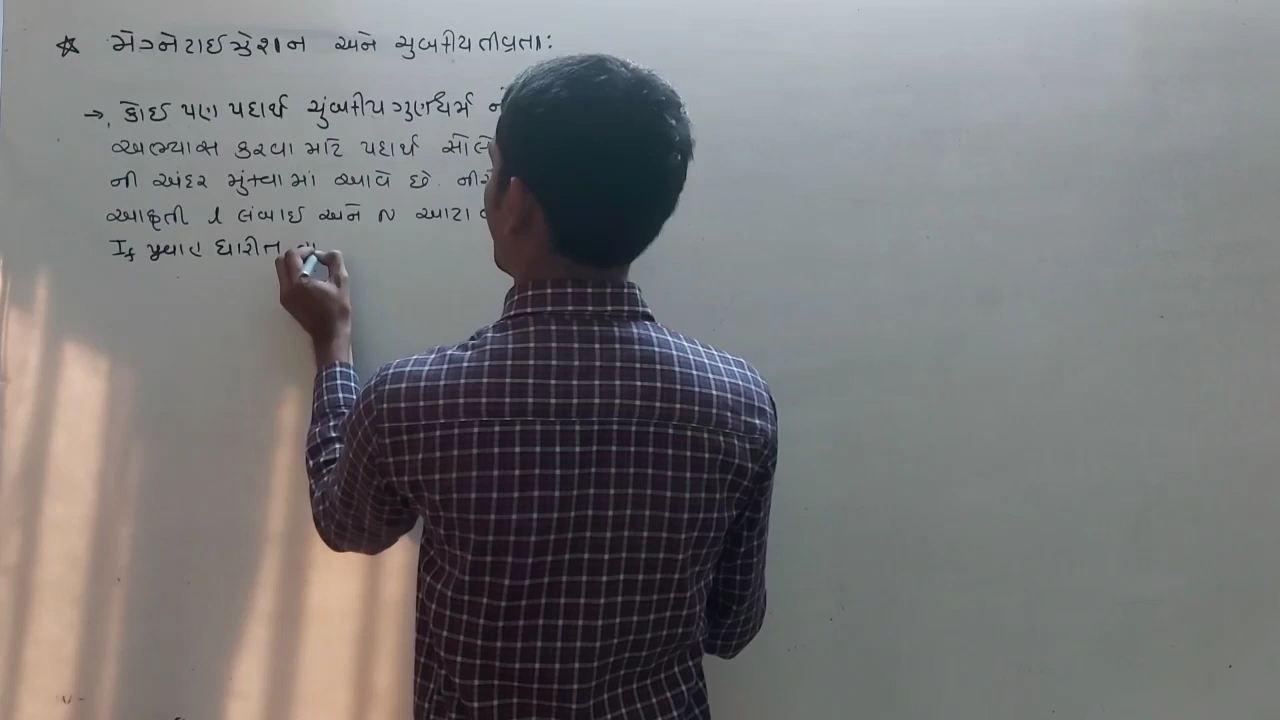 ☆ મેગ્નેટાઈઝેશન અને ચુંબકીય તીવ્રતા:
→ કોઈ પણ પદાર્થ ચુંબકીય ગુણધર્મ
અભ્યાસ કરવા માટે પદાર્થ
ની અંદર મુકવા માં આવે છે.
આકૃતી l લંબાઈ અને N આટા
If પ્રવાહ ધારીત